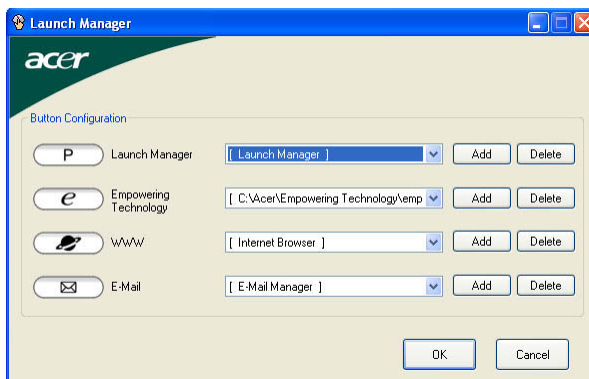 Launch Manager
acer
Button Configuration
P Launch Manager [ Launch Manager ] Add Delete
e Empowering Technology [ C:\Acer\Empowering Technology\emp Add Delete
WWW [ Internet Browser ] Add Delete
E-Mail [ E-Mail Manager ] Add Delete
OK Cancel